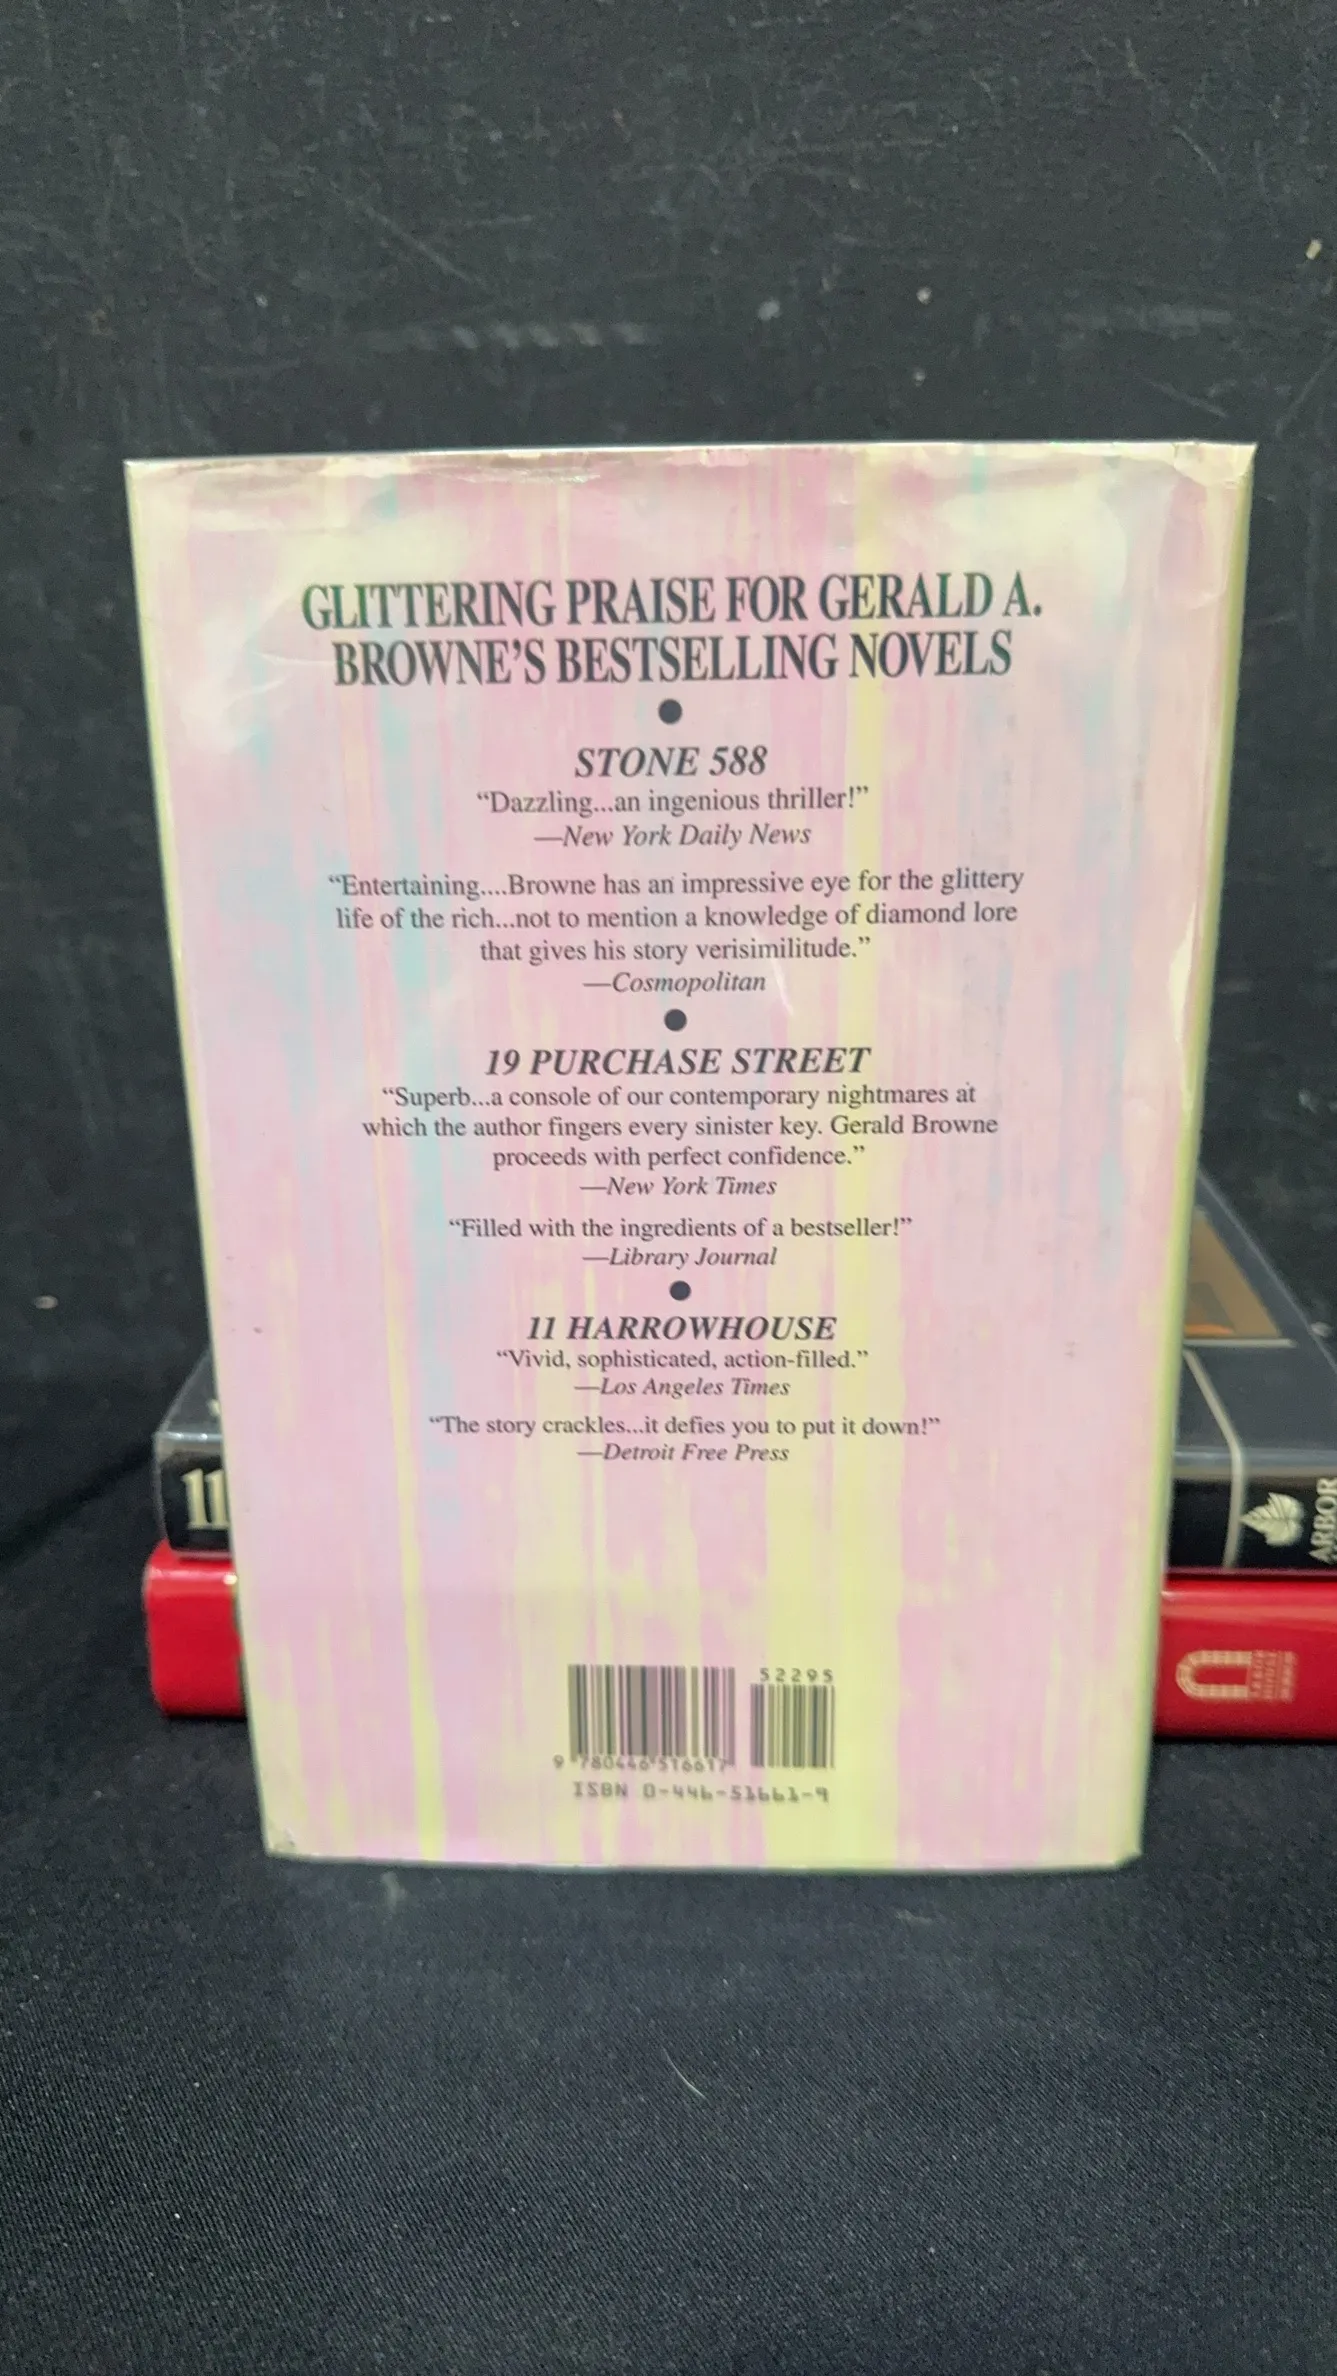 GLITTERING PRAISE FOR GERALD A.
BROWNE'S BESTSELLING NOVELS
STONE 588
“Dazzling...an ingenious thriller!”
—New York Daily News
“Entertaining....Browne has an impressive eye for the glittery
life of the rich...not to mention a knowledge of diamond lore
that gives his story verisimilitude.”
—Cosmopolitan
19 PURCHASE STREET
“Superb...a console of our contemporary nightmares at
which the author fingers every sinister key. Gerald Browne
proceeds with perfect confidence.”
—New York Times
“Filled with the ingredients of a bestseller!”
—Library Journal
11 HARROWHOUSE
“Vivid, sophisticated, action-filled.”
—Los Angeles Times
“The story crackles...it defies you to put it down!”
—Detroit Free Press
52295
9 780446 516617
ISBN 0-446-51661-9
11
ARBOR